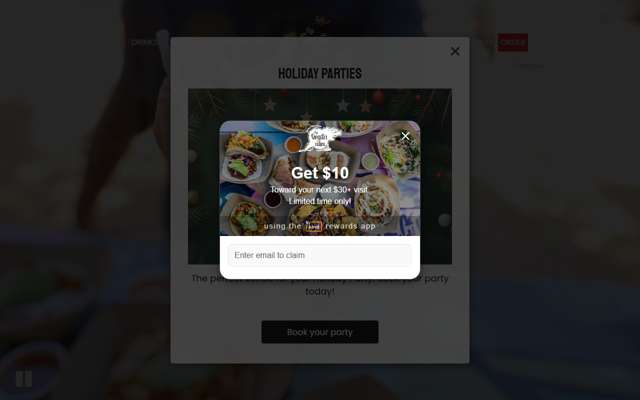 DRINKS
ORDER
HOLIDAY PARTIES
Get $10
Toward your next $30+ visit.
Limited time only!
using the
rewards app
Enter email to claim
The
party
today!
Book your party